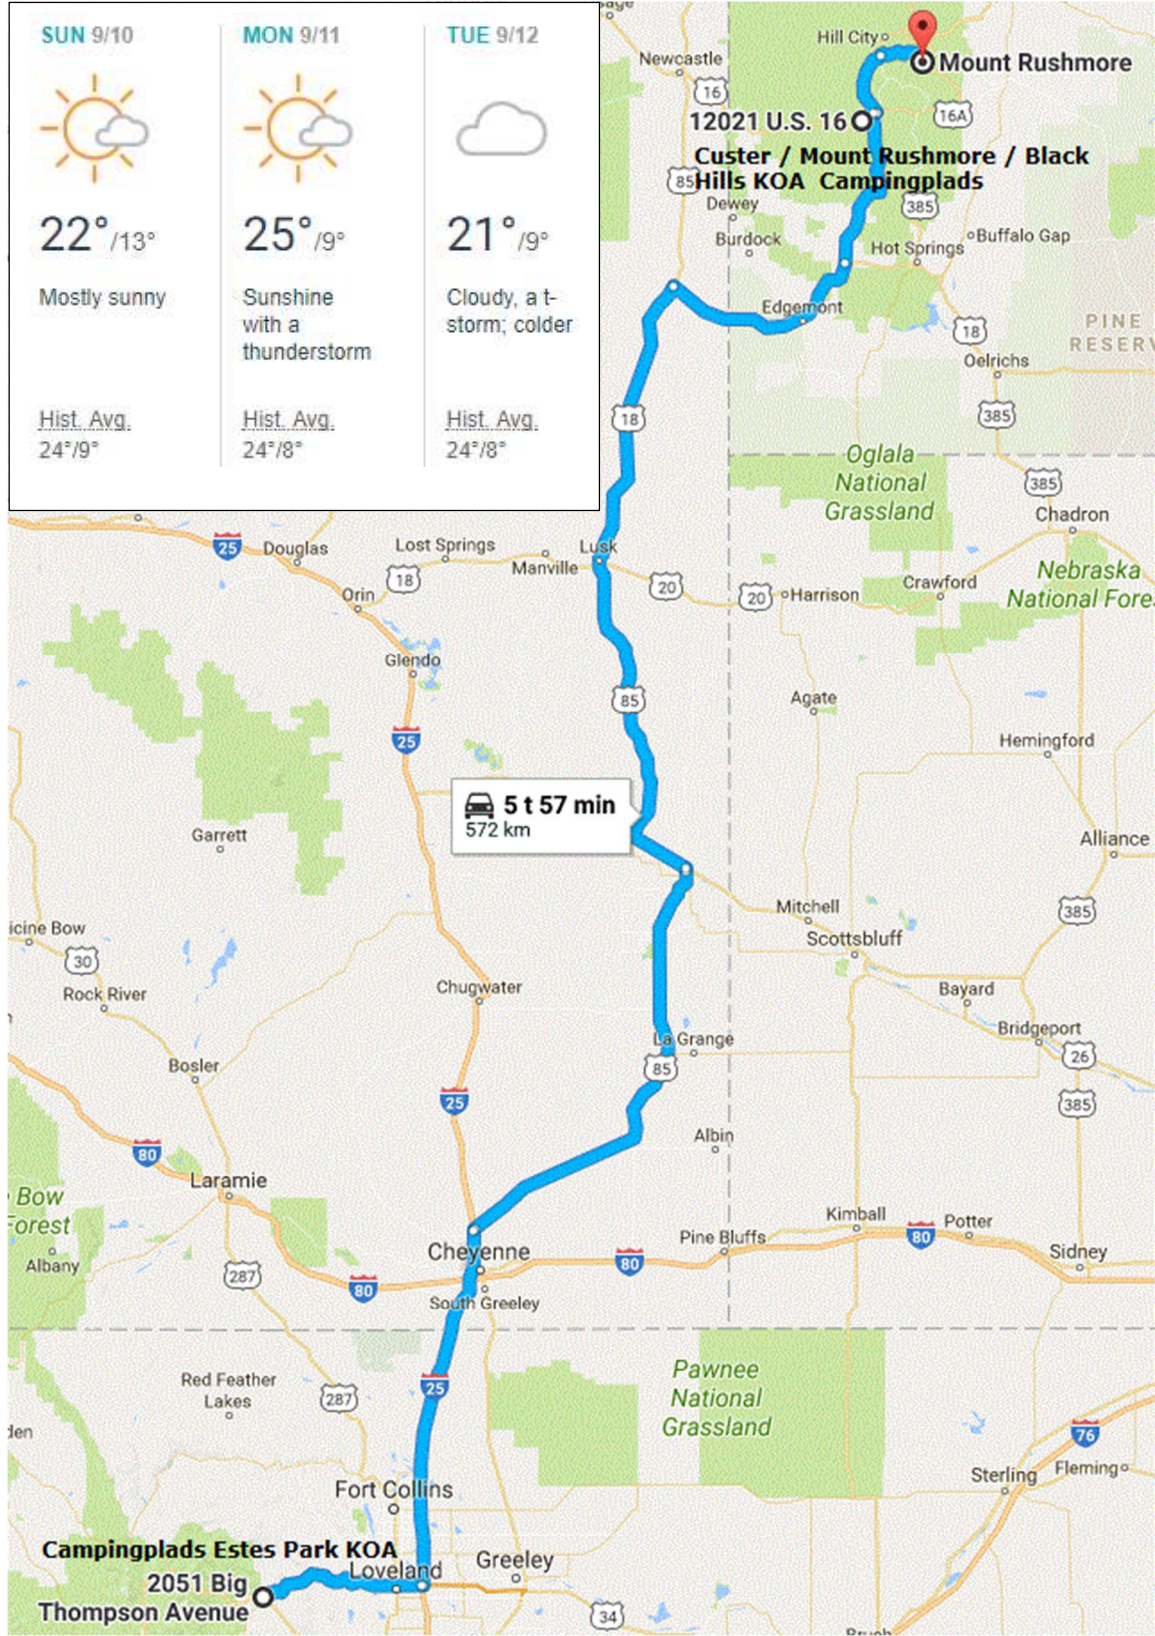 SUN 9/10
22°/13°
Mostly sunny
Hist. Avg.
24°/9°
MON 9/11
25°/9°
Sunshine
with a
thunderstorm
Hist. Avg.
24°/8°
TUE 9/12
21°/9°
Cloudy, a t-
storm; colder
Hist. Avg.
24°/8°
Hill City
Newcastle
Mount Rushmore
16
16A
12021 U.S. 16
Custer / Mount Rushmore / Black
Hills KOA Campingplads
85
Dewey
385
Burdock
Hot Springs
Buffalo Gap
Edgemont
PINE
RESERV
18
Oelrichs
385
18
Oglala
National
Grassland
385
Chadron
25
Douglas
Lost Springs
Lusk
Manville
18
Orin
20
20
Harrison
Crawford
Nebraska
National Fore
Glendo
85
Agate
25
Hemingford
5 t 57 min
572 km
Garrett
Alliance
Mitchell
385
icine Bow
Scottsbluff
30
Rock River
Chugwater
Bayard
Bridgeport
La Grange
26
Bosler
85
25
385
Albin
80
Laramie
Bow
Forest
Kimball
Potter
Pine Bluffs
80
Cheyenne
Sidney
Albany
287
80
80
South Greeley
Red Feather
Lakes
287
25
Pawnee
National
Grassland
den
76
Sterling
Fleming
Fort Collins
Campingplads Estes Park KOA
Loveland
Greeley
2051 Big
Thompson Avenue
34